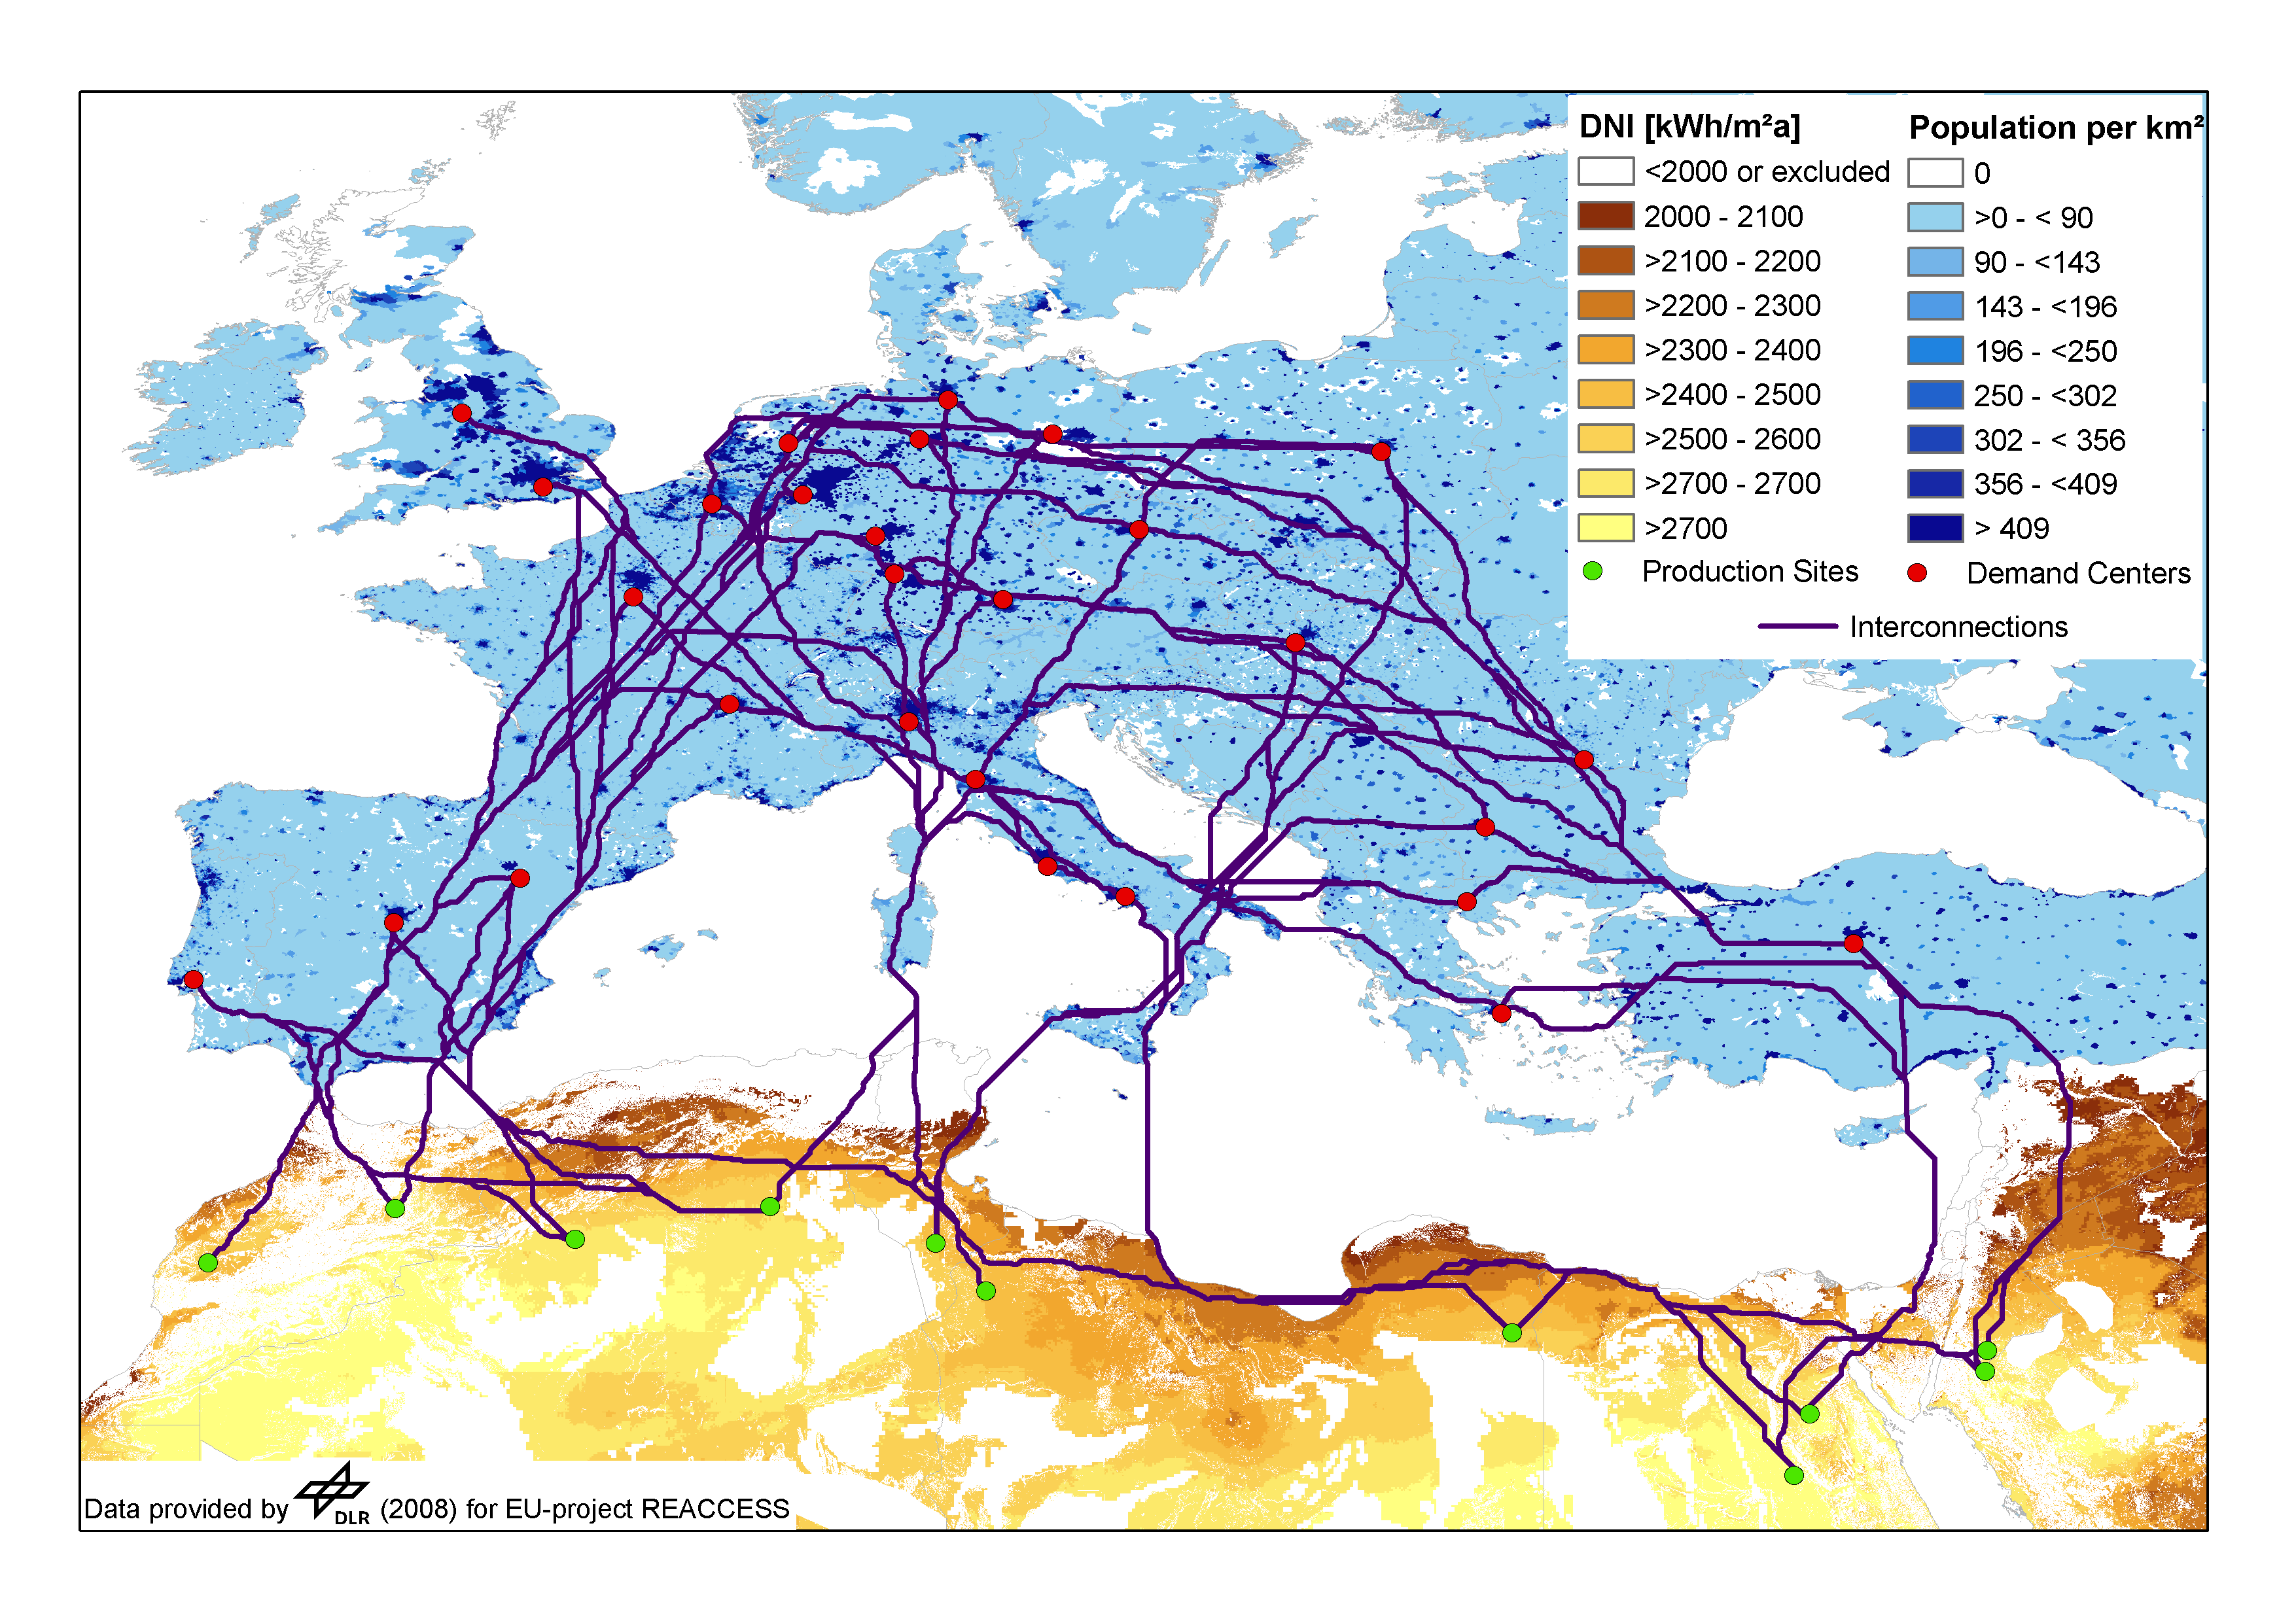 DNI [kWh/m²a]
<2000 or excluded
2000 - 2100
>2100 - 2200
>2200 - 2300
>2300 - 2400
>2400 - 2500
>2500 - 2600
>2700 - 2700
>2700
Production Sites
Population per km²
0
>0 - < 90
90 - <143
143 - <196
196 - <250
250 - <302
302 - < 356
356 - <409
> 409
Demand Centers
Interconnections
Data provided by DLR (2008) for EU-project REACCESS